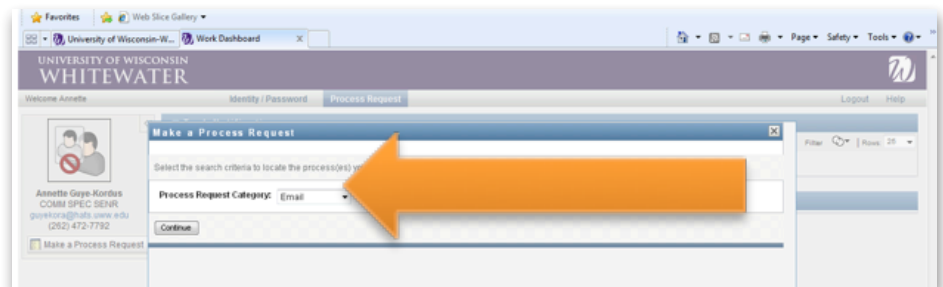 Favorites Web Slice Gallery
University of Wisconsin-W... Work Dashboard X Page Safety Tools »
UNIVERSITY OF WISCONSIN
WHITEWATER W
Welcome Annette Identity / Password Process Request Logout Help
Make a Process Request X
Filter | Rows: 25
Select the search criteria to locate the process(es)
Process Request Category: Email
Annette Guye-Kordus
COMM SPEC SENR
guyekora@hats.uww.edu
(262) 472-7792
Continue
Make a Process Request